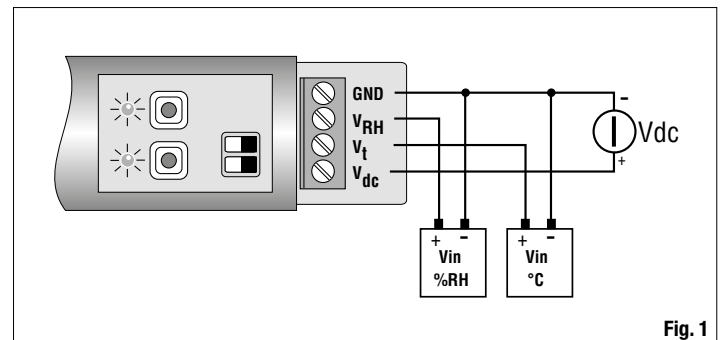 GND
VRH
Vt
Vdc
-
Vdc
+
+ -
Vin
%RH
+ -
Vin
°C
Fig. 1